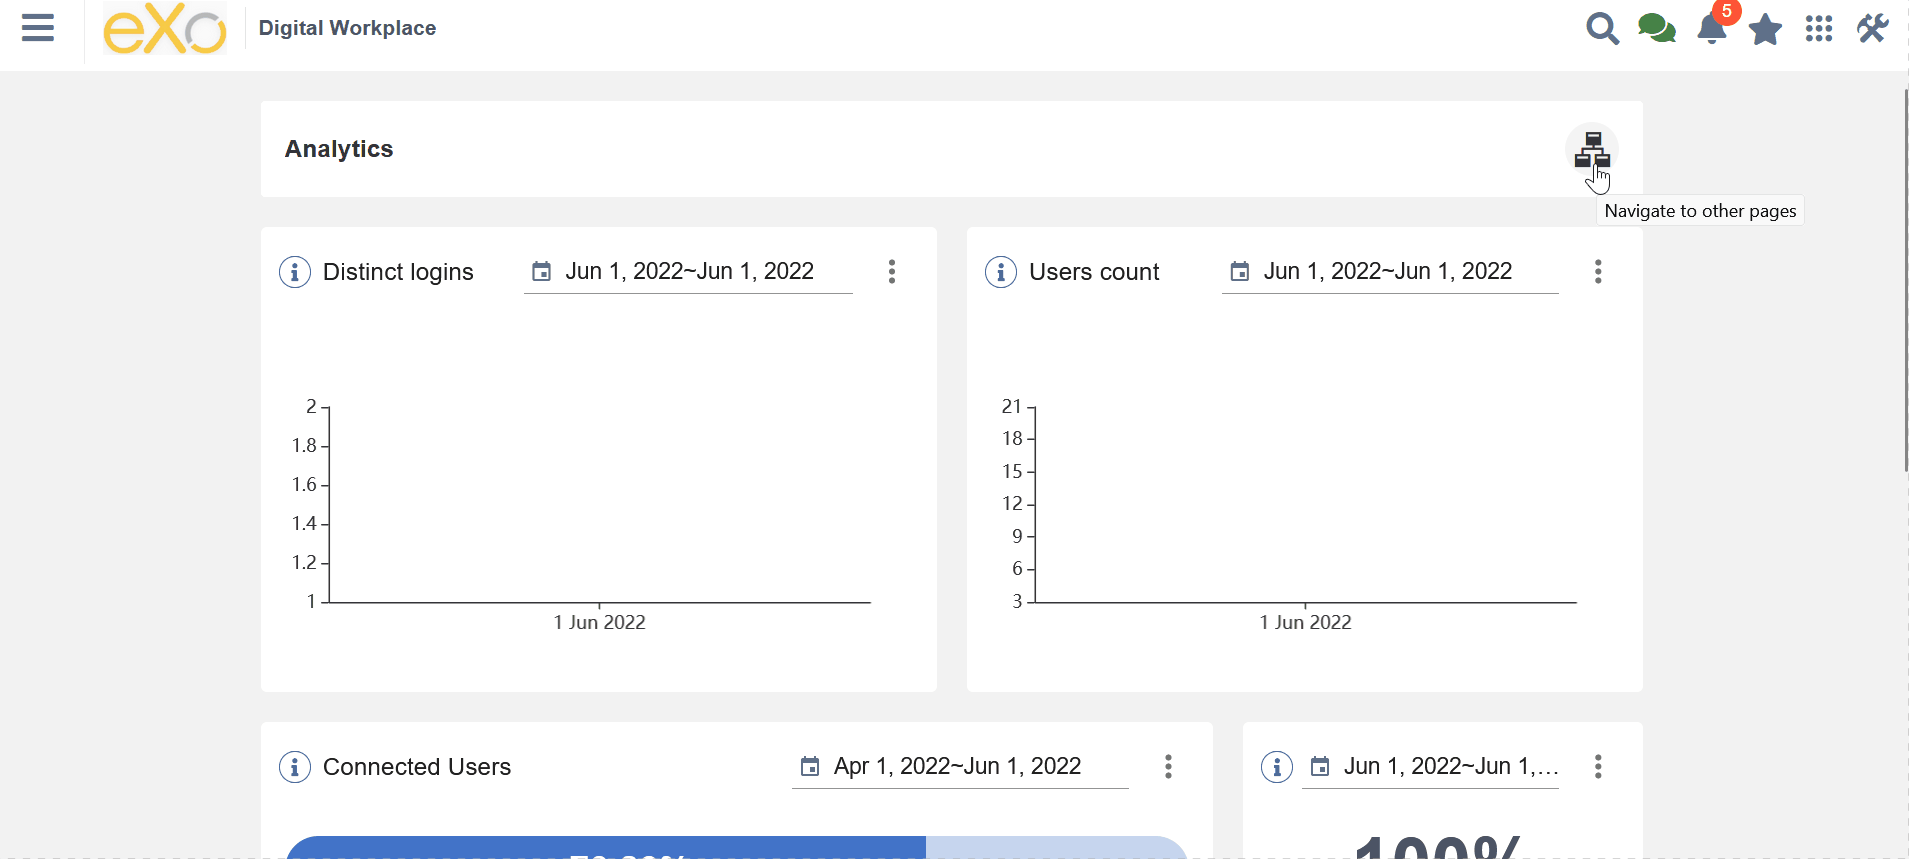 eXo
Digital Workplace
5
Analytics
Navigate to other pages
Distinct logins
Jun 1, 2022~Jun 1, 2022
Users count
Jun 1, 2022~Jun 1, 2022
2
1.8
1.6
1.4
1.2
1
1 Jun 2022
21
18
15
12
9
6
3
1 Jun 2022
Connected Users
Apr 1, 2022~Jun 1, 2022
Jun 1, 2022~Jun 1,...
100%